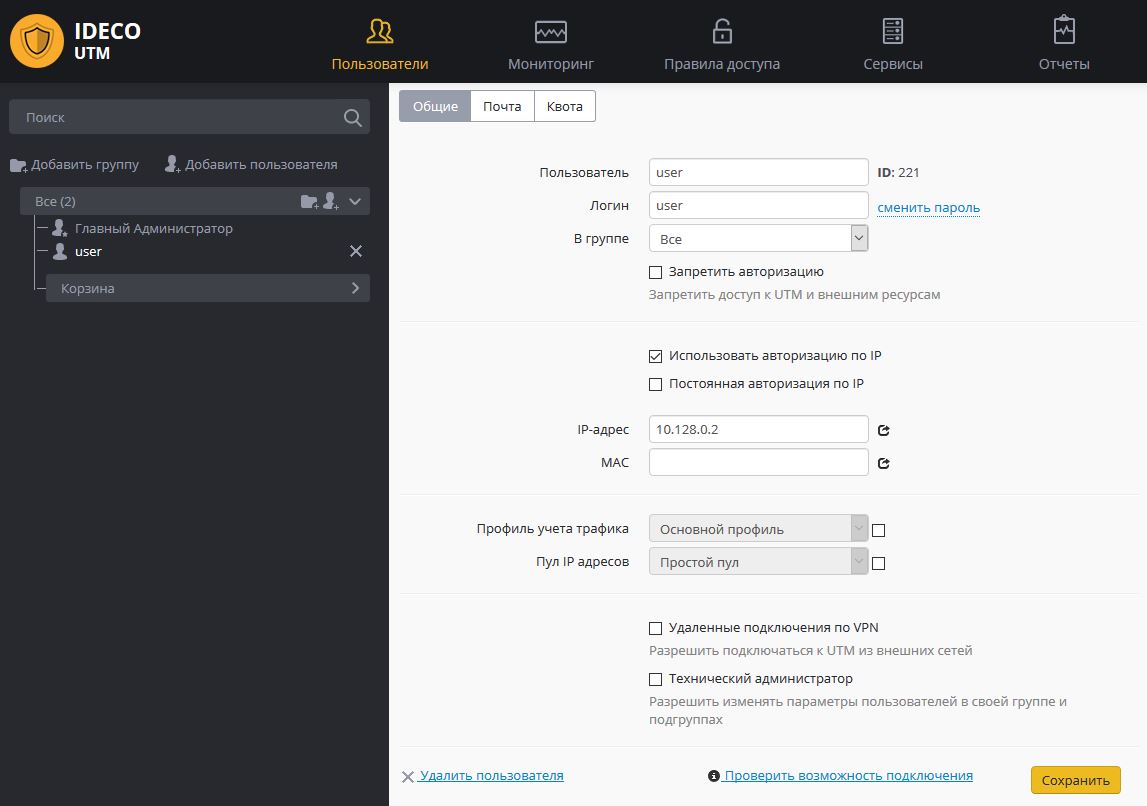 IDECO
UTM
Пользователи
Мониторинг
Правила доступа
Сервисы
Отчеты
Поиск
Добавить группу
Добавить пользователя
Все (2)
Главный Администратор
user
Корзина
Общие
Почта
Квота
Пользователь
user
ID: 221
Логин
user
сменить пароль
В группе
Все
Запретить авторизацию
Запретить доступ к UTM и внешним ресурсам
Использовать авторизацию по IP
Постоянная авторизация по IP
IP-адрес
10.128.0.2
MAC
Профиль учета трафика
Основной профиль
Пул IP адресов
Простой пул
Удаленные подключения по VPN
Разрешить подключаться к UTM из внешних сетей
Технический администратор
Разрешить изменять параметры пользователей в своей группе и
подгруппах
Удалить пользователя
Проверить возможность подключения
Сохранить